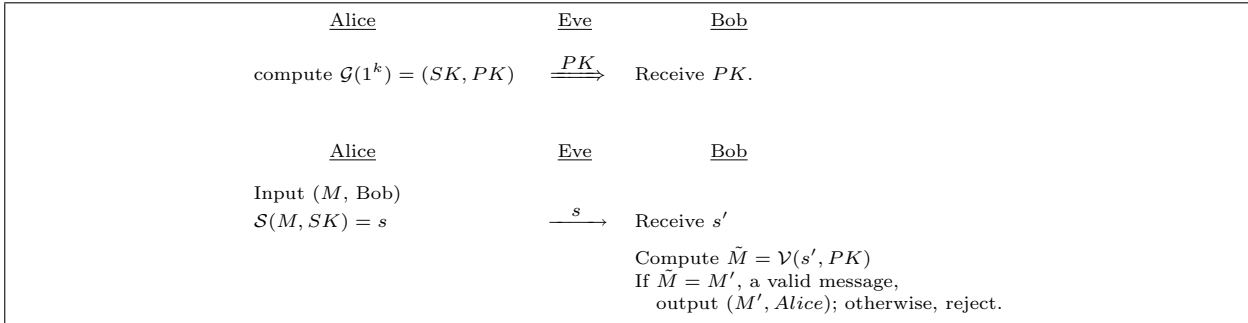 Alice Eve Bob
compute 𝒢(1^k) = (SK, PK) PK ⟹ Receive PK.
Alice Eve Bob
Input (M, Bob)
𝒮(M, SK) = s s ⟶ Receive s′
Compute M̃ = 𝒱(s′, PK)
If M̃ = M′, a valid message,
output (M′, Alice); otherwise, reject.